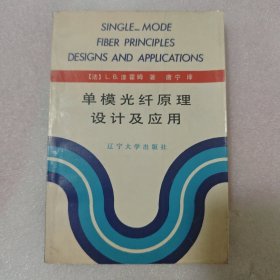 SINGLE-MODE
FIBER PRINCIPLES
DESIGNS AND APPLICATIONS
[法] L.B.渔霍姆 著 唐宁 译
单模光纤原理
设计及应用
辽宁大学出版社